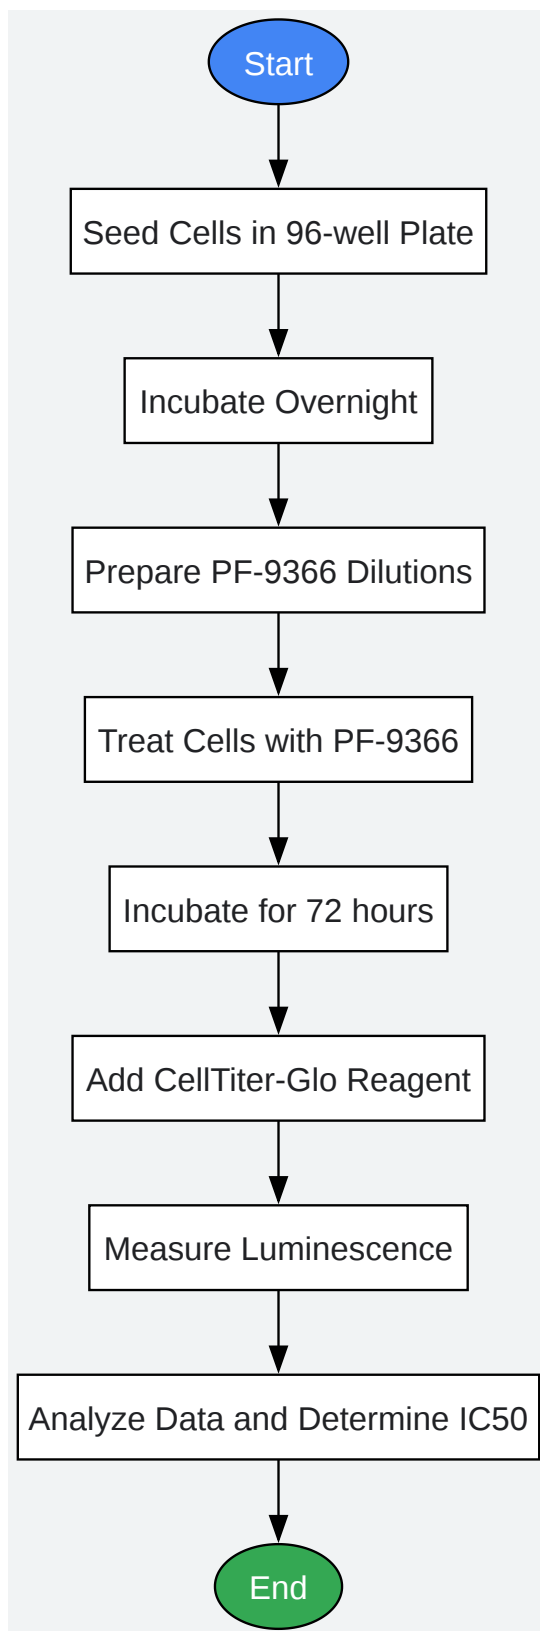 Start
Seed Cells in 96-well Plate
Incubate Overnight
Prepare PF-9366 Dilutions
Treat Cells with PF-9366
Incubate for 72 hours
Add CellTiter-Glo Reagent
Measure Luminescence
Analyze Data and Determine IC50
End